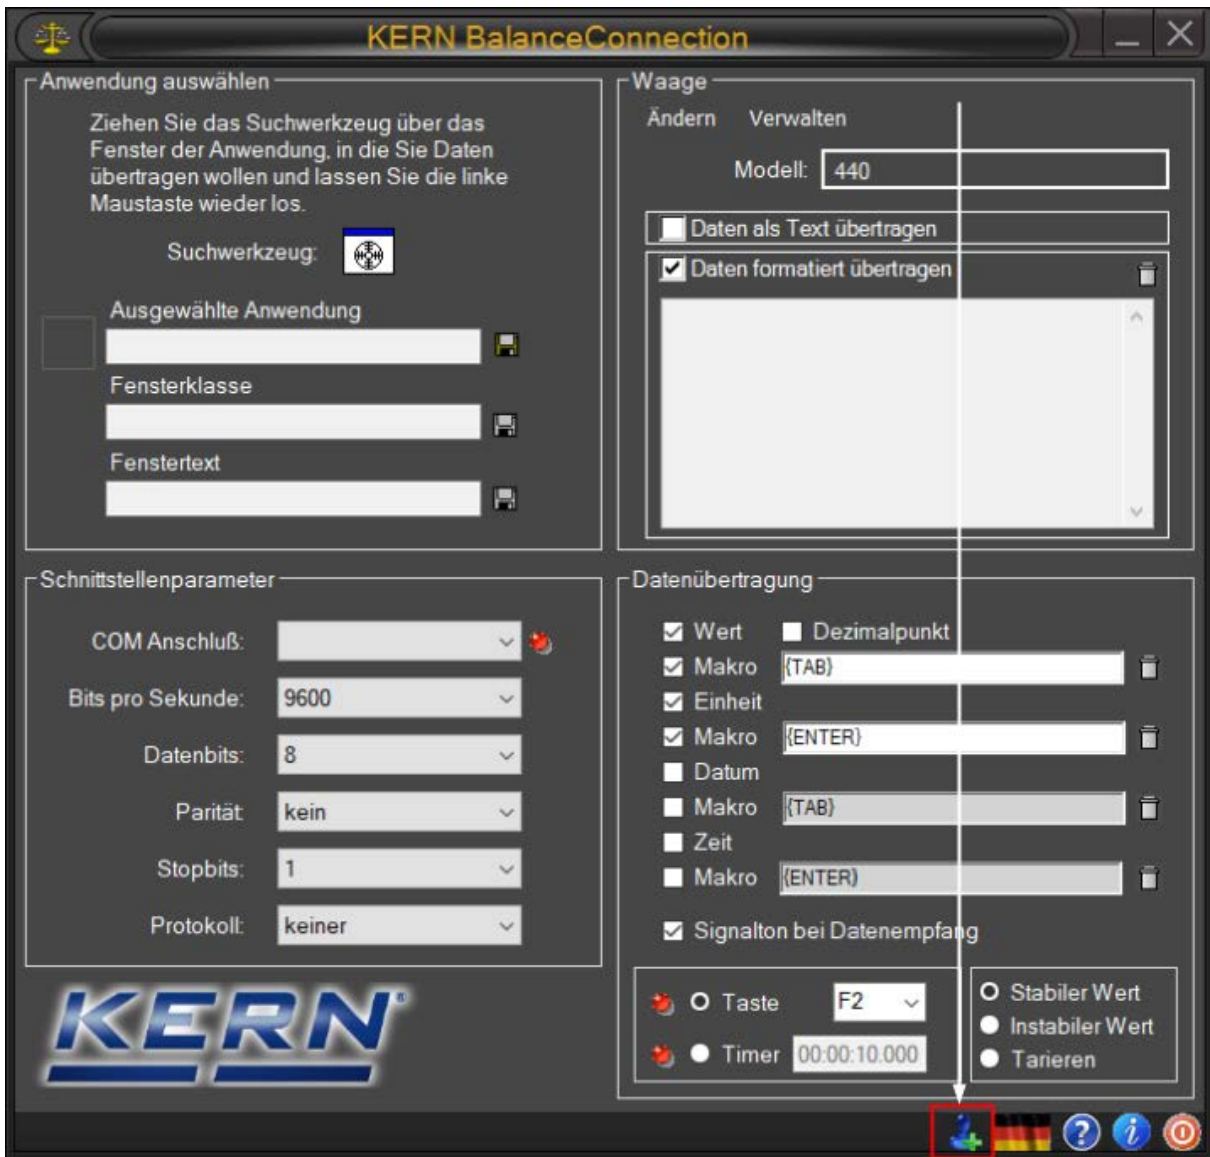 KERN BalanceConnection
Anwendung auswählen
Ziehen Sie das Suchwerkzeug über das
Fenster der Anwendung, in die Sie Daten
übertragen wollen und lassen Sie die linke
Maustaste wieder los.
Suchwerkzeug:
Ausgewählte Anwendung
Fensterklasse
Fenstertext
Waage
Ändern Verwalten
Modell: 440
Daten als Text übertragen
Daten formatiert übertragen
Schnittstellenparameter
COM Anschluß:
Bits pro Sekunde: 9600
Datenbits: 8
Parität: kein
Stopbits: 1
Protokoll: keiner
Datenübertragung
Wert Dezimalpunkt
Makro {TAB}
Einheit
Makro {ENTER}
Datum
Makro {TAB}
Zeit
Makro {ENTER}
Signalton bei Datenempfang
Taste F2
Timer 00:00:10.000
Stabiler Wert
Instabiler Wert
Tarieren
KERN®